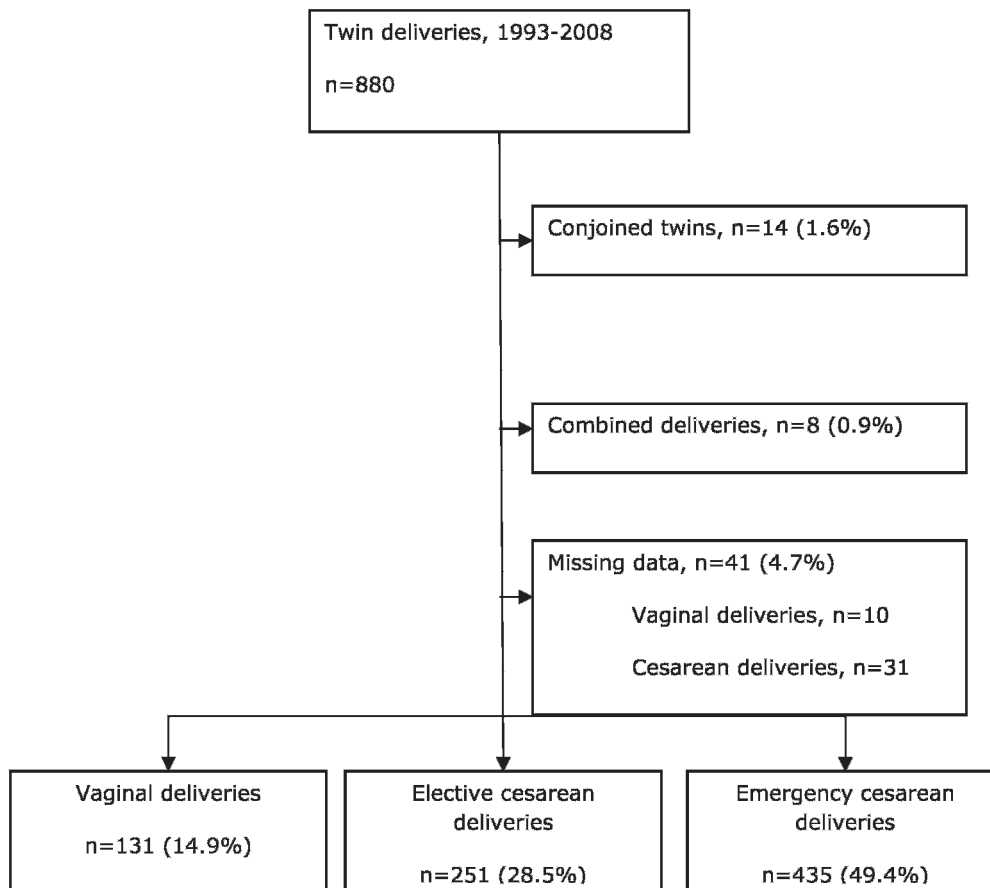 Twin deliveries, 1993-2008
n=880
Conjoined twins, n=14 (1.6%)
Combined deliveries, n=8 (0.9%)
Missing data, n=41 (4.7%)
Vaginal deliveries, n=10
Cesarean deliveries, n=31
Vaginal deliveries
n=131 (14.9%)
Elective cesarean
deliveries
n=251 (28.5%)
Emergency cesarean
deliveries
n=435 (49.4%)